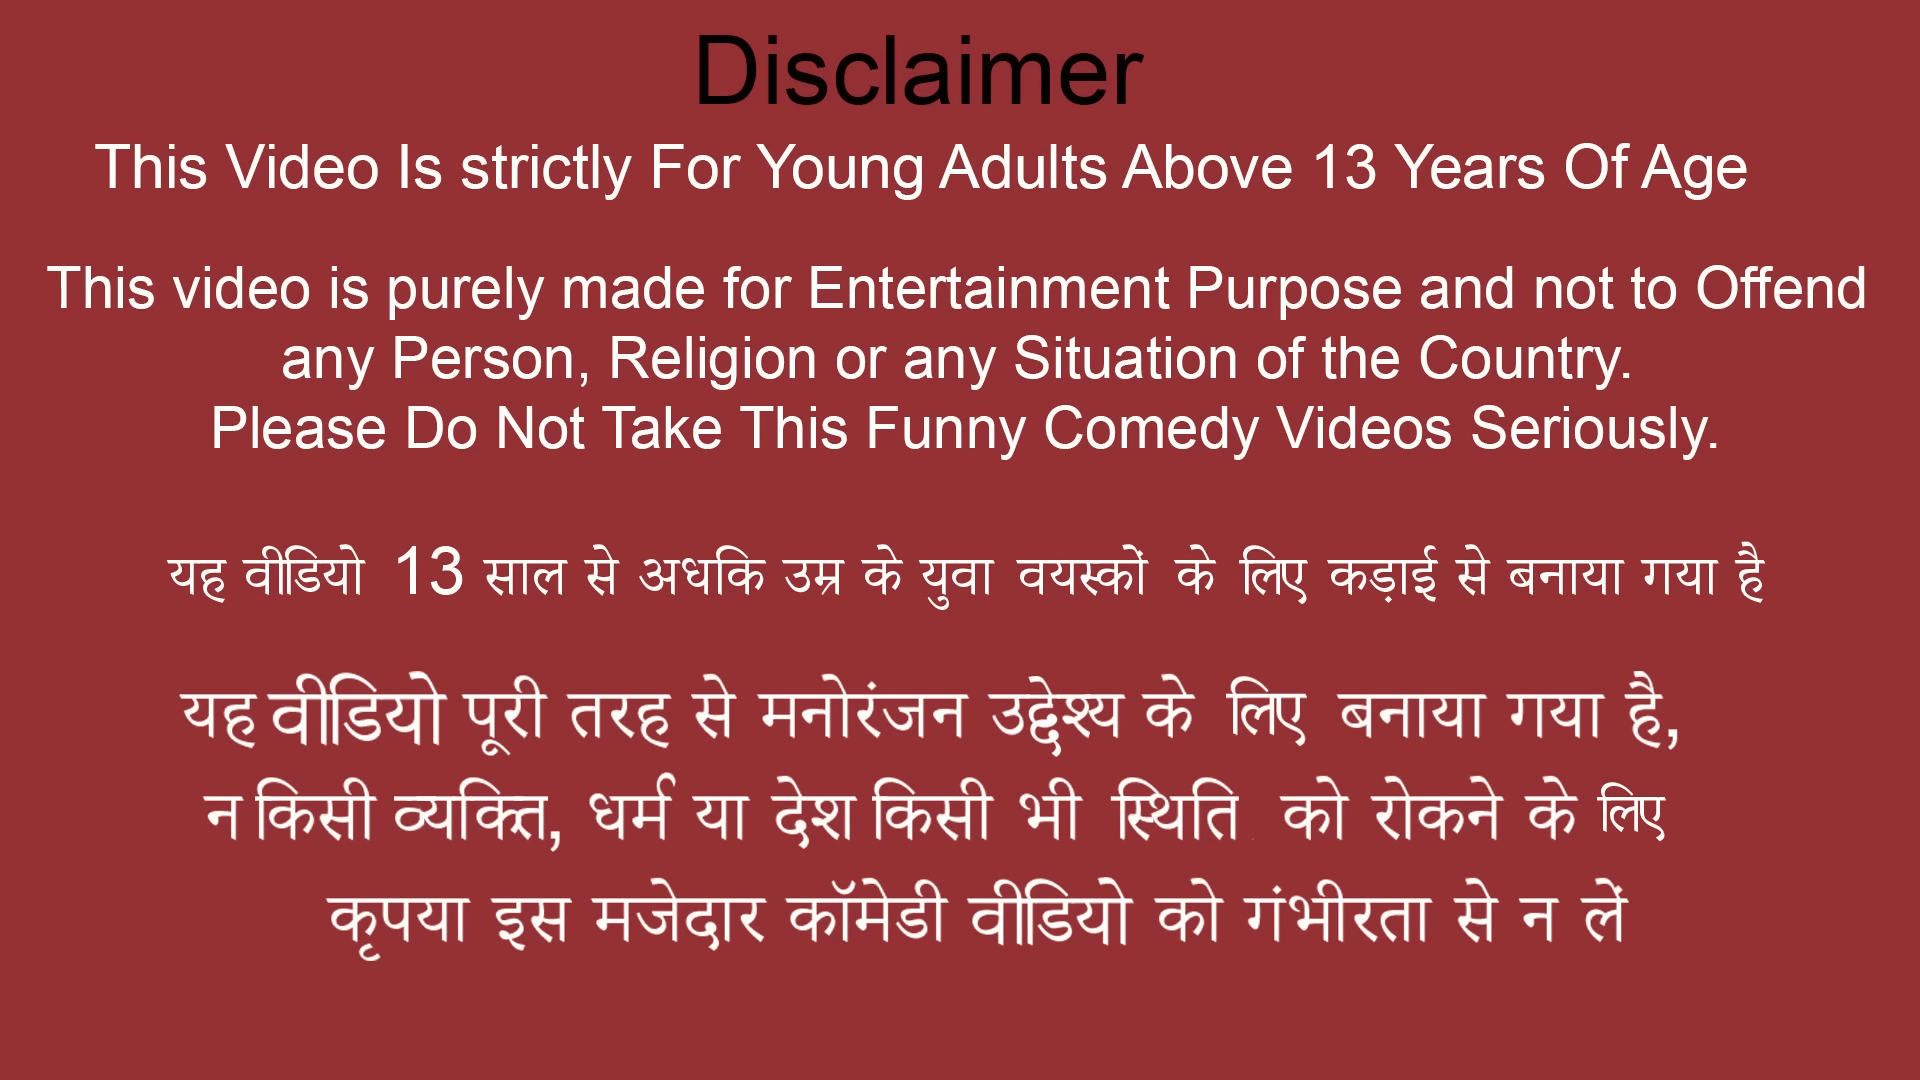 Disclaimer
This Video Is strictly For Young Adults Above 13 Years Of Age
This video is purely made for Entertainment Purpose and not to Offend
any Person, Religion or any Situation of the Country.
Please Do Not Take This Funny Comedy Videos Seriously.
यह वीडियो 13 साल से अधकि उम्र के युवा वयस्कों के लिए कड़ाई से बनाया गया है
यह वीडियो पूरी तरह से मनोरंजन उद्देश्य के लिए बनाया गया है,
न किसी व्यक्ति, धर्म या देश किसी भी स्थिति को रोकने के लिए
कृपया इस मजेदार कॉमेडी वीडियो को गंभीरता से न लें